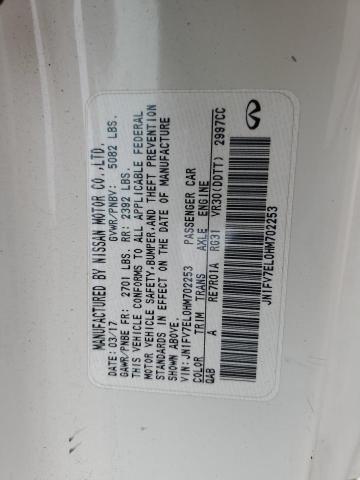 MANUFACTURED BY NISSAN MOTOR CO.,LTD.
DATE: 03/17 GVWR/PNBV: 5082 LBS.
GAWR/PNBE FR: 2701 LBS. RR: 2392 LBS.
THIS VEHICLE CONFORMS TO ALL APPLICABLE FEDERAL
MOTOR VEHICLE SAFETY,BUMPER,AND THEFT PREVENTION
STANDARDS IN EFFECT ON THE DATE OF MANUFACTURE
SHOWN ABOVE.
VIN: JN1FV7EL0HM702253 PASSENGER CAR
COLOR TRIM TRANS AXLE ENGINE
QAB A RE7R01A RG31 VR30(DDTT) 2997CC
JN1FV7EL0HM702253